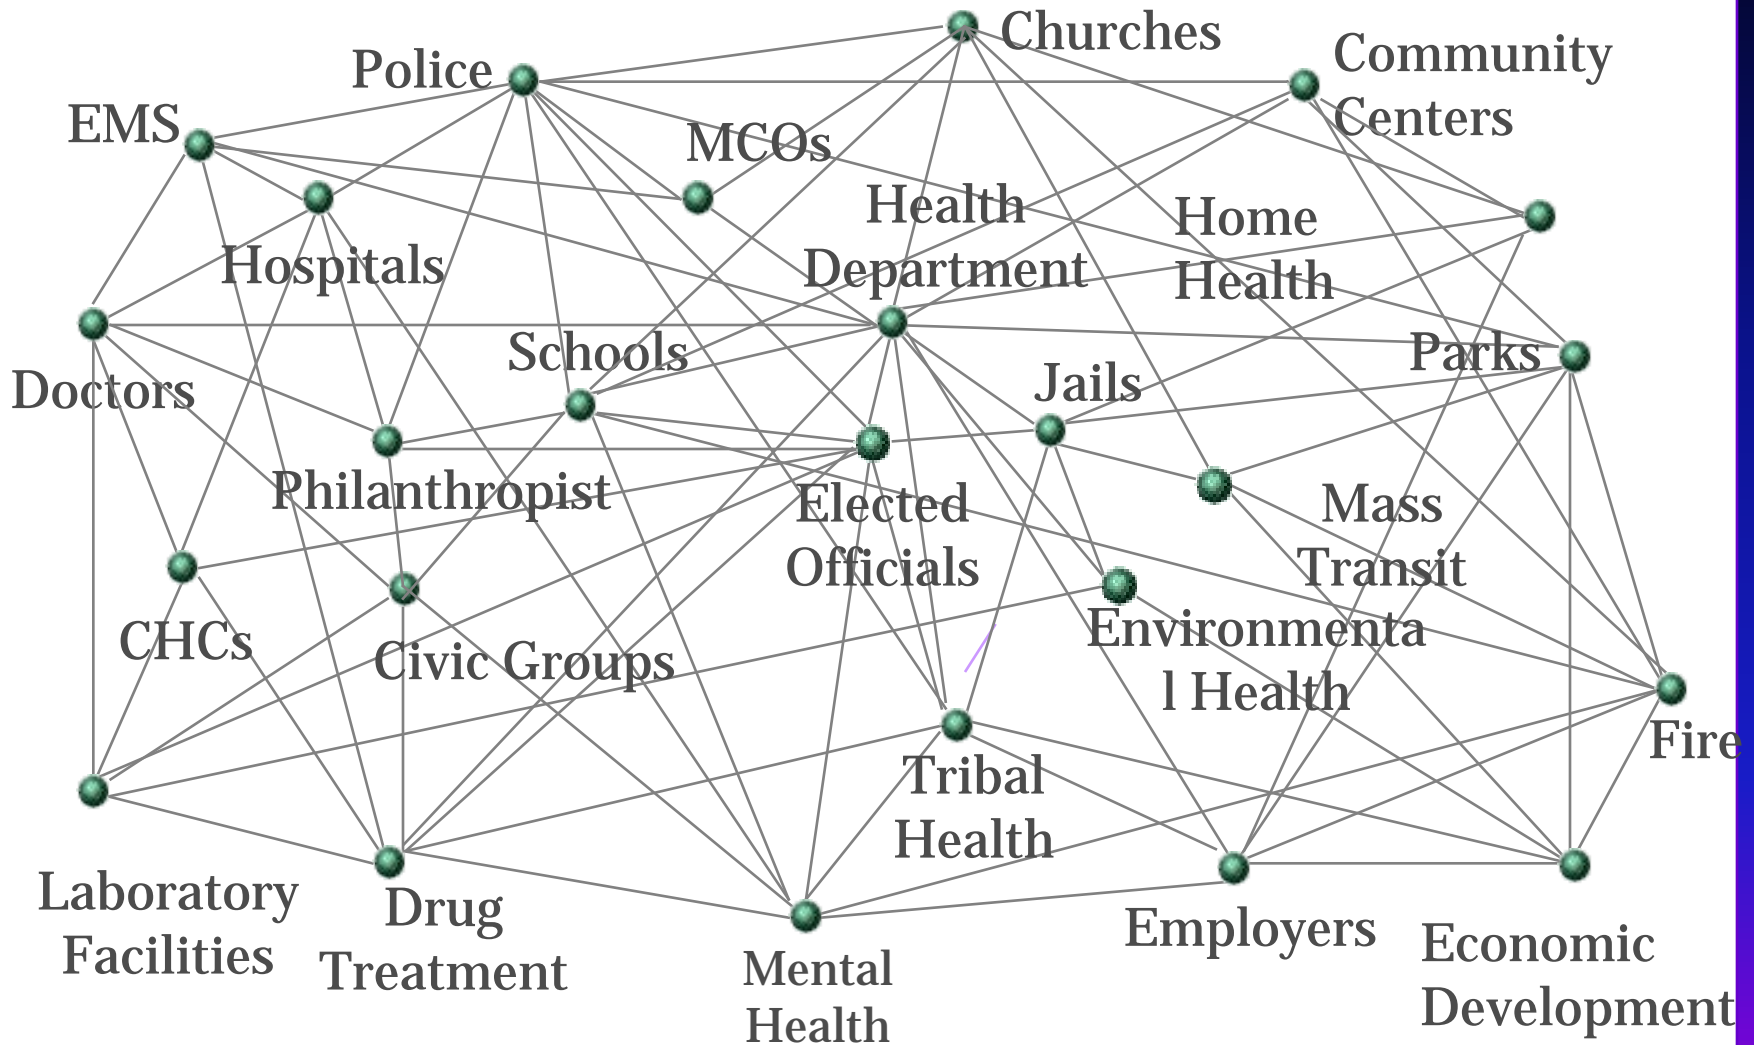 Churches
Police
Community
Centers
EMS
MCOs
Health
Department
Home
Health
Hospitals
Schools
Parks
Doctors
Jails
Philanthropist
Elected
Officials
Mass
Transit
CHCs
Civic Groups
Environmenta
l Health
Fire
Tribal
Health
Laboratory
Facilities
Drug
Treatment
Mental
Health
Employers
Economic
Development